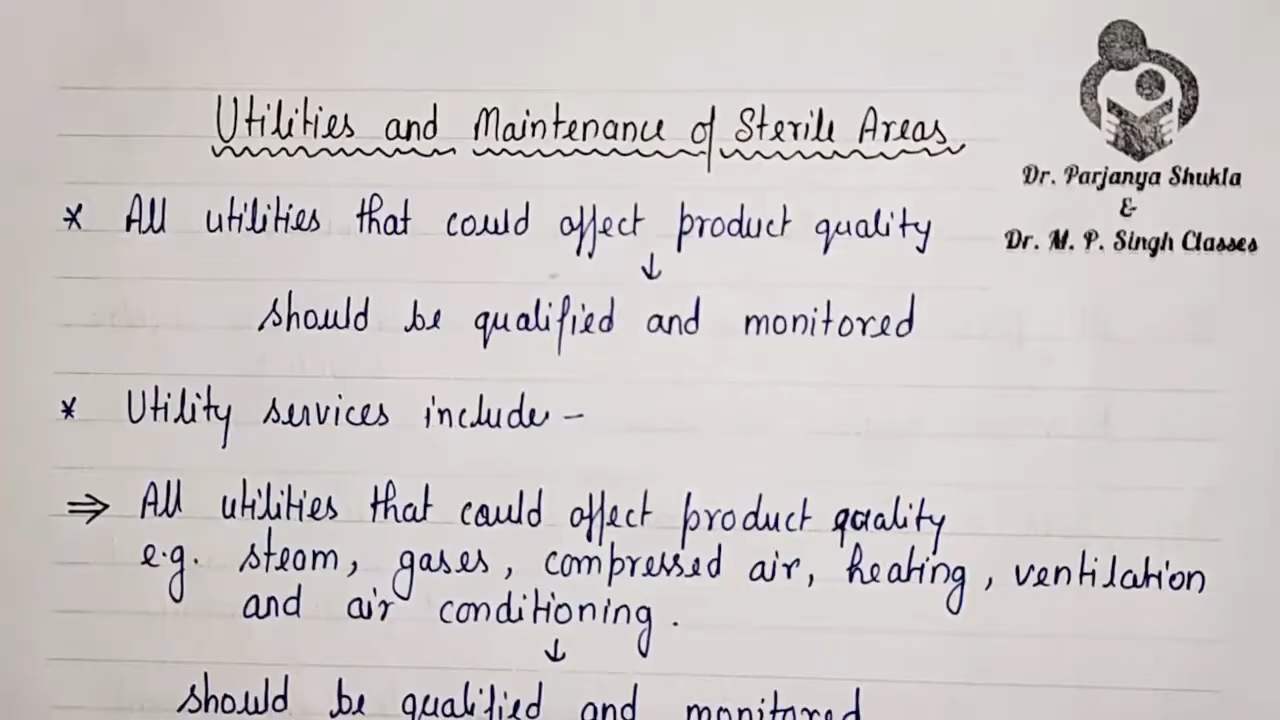 Utilities and Maintenance of Sterile Areas
Dr. Parjanya Shukla
&
Dr. M. P. Singh Classes
* All utilities that could affect product quality
↓
should be qualified and monitored
* Utility services include -
⇒ All utilities that could affect product quality
e.g. steam, gases, compressed air, heating, ventilation
and air conditioning.
↓
should be qualified and monitored